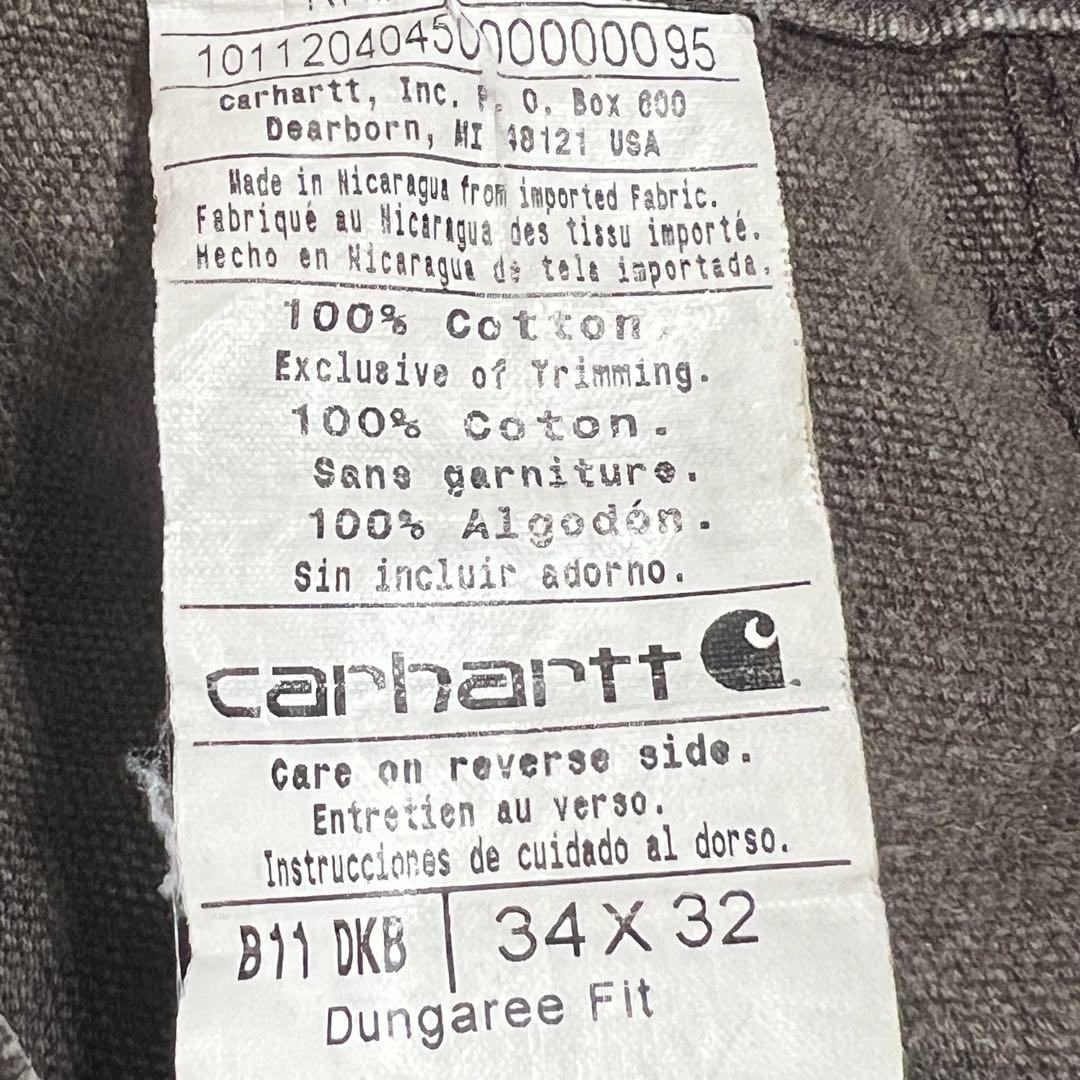 carhartt, Inc. P. O. Box 600
Dearborn, MI 48121 USA
Made in Nicaragua from imported Fabric.
Fabriqué au Nicaragua des tissu importé.
Hecho en Nicaragua de tela importada.
100% Cotton.
Exclusive of Trimming.
100% Coton.
Sans garniture.
100% Algodón.
Sin incluir adorno.
carhartt
Care on reverse side.
Entretien au verso.
Instrucciones de cuidado al dorso.
B11 DKB | 34 X 32
Dungaree Fit